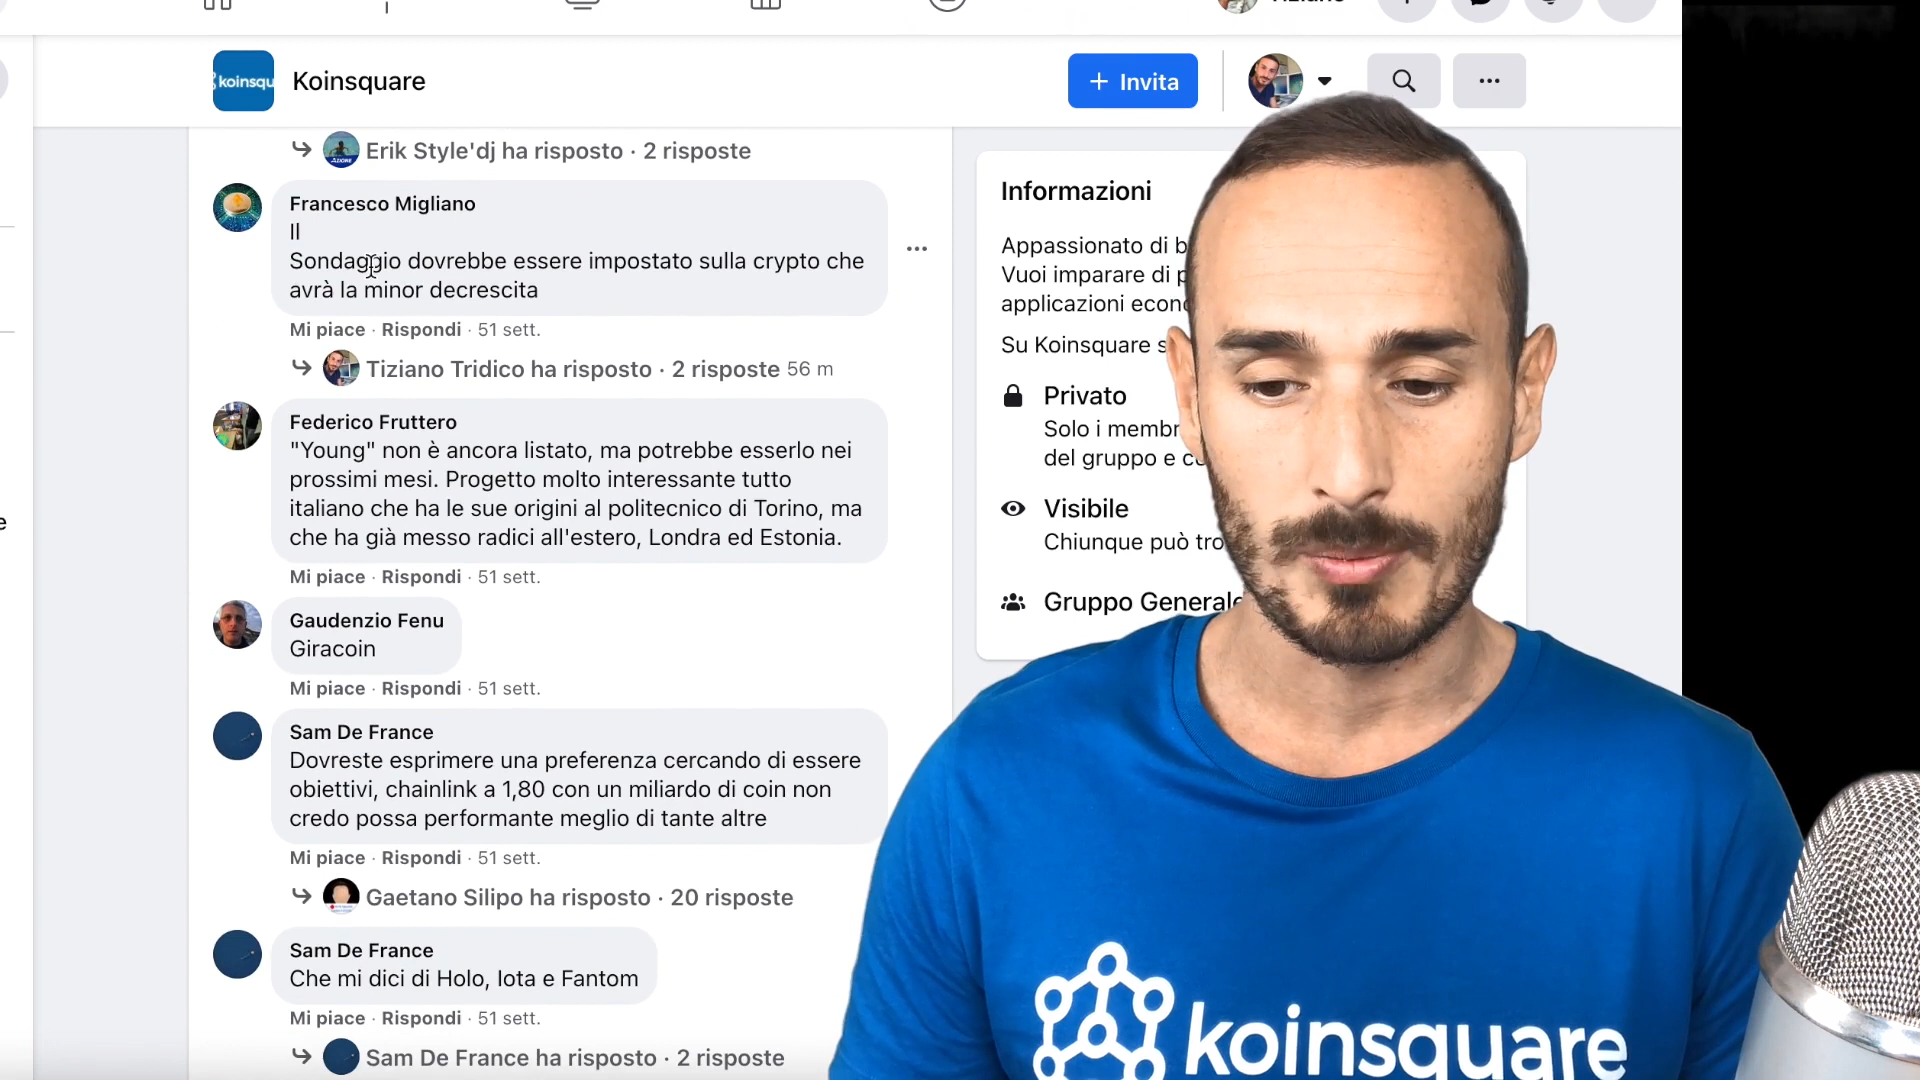 koinsqu
Koinsquare
+ Invita
Erik Style'dj ha risposto · 2 risposte
Francesco Migliano
Il
Sondaggio dovrebbe essere impostato sulla crypto che
avrà la minor decrescita
Mi piace · Rispondi · 51 sett.
Tiziano Tridico ha risposto · 2 risposte 56 m
Federico Fruttero
"Young" non è ancora listato, ma potrebbe esserlo nei
prossimi mesi. Progetto molto interessante tutto
italiano che ha le sue origini al politecnico di Torino, ma
che ha già messo radici all'estero, Londra ed Estonia.
Mi piace · Rispondi · 51 sett.
Gaudenzio Fenu
Giracoin
Mi piace · Rispondi · 51 sett.
Sam De France
Dovreste esprimere una preferenza cercando di essere
obiettivi, chainlink a 1,80 con un miliardo di coin non
credo possa performante meglio di tante altre
Mi piace · Rispondi · 51 sett.
Gaetano Silipo ha risposto · 20 risposte
Sam De France
Che mi dici di Holo, Iota e Fantom
Mi piace · Rispondi · 51 sett.
Sam De France ha risposto · 2 risposte
Informazioni
Appassionato di b
Vuoi imparare di p
applicazioni econo
Su Koinsquare s
Privato
Solo i membr
del gruppo e co
Visibile
Chiunque può tro
Gruppo Generale
koinsquare